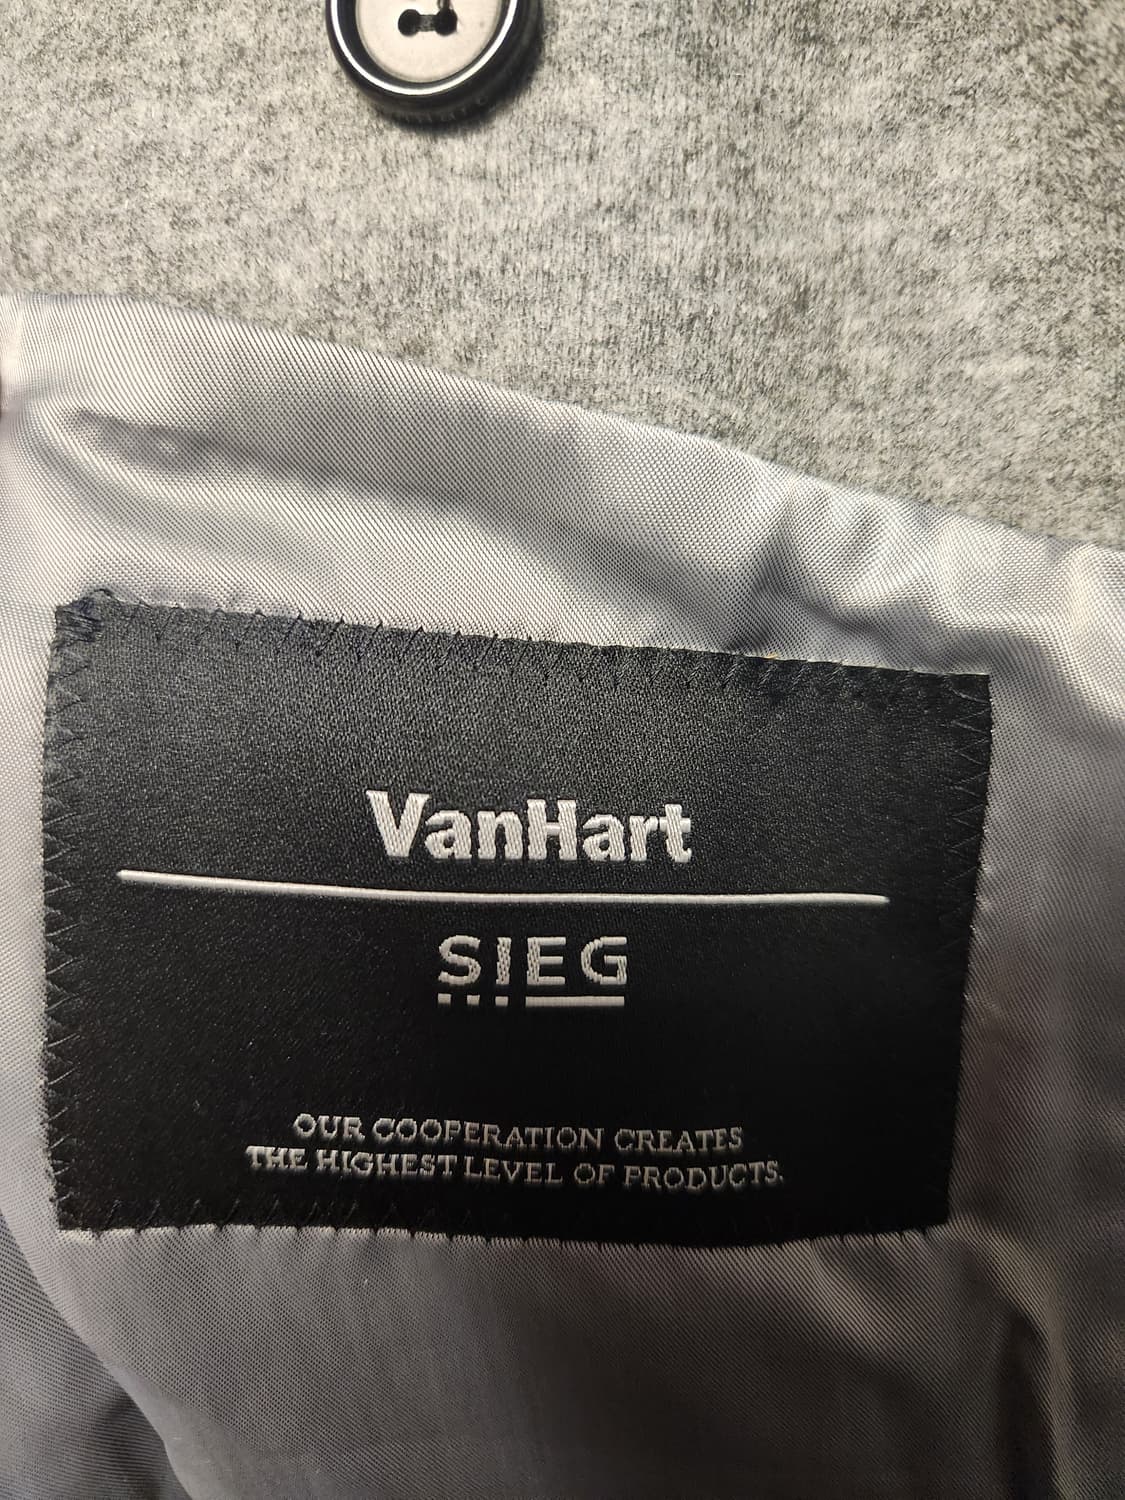 VanHart
SIEG
OUR COOPERATION CREATES
THE HIGHEST LEVEL OF PRODUCTS.